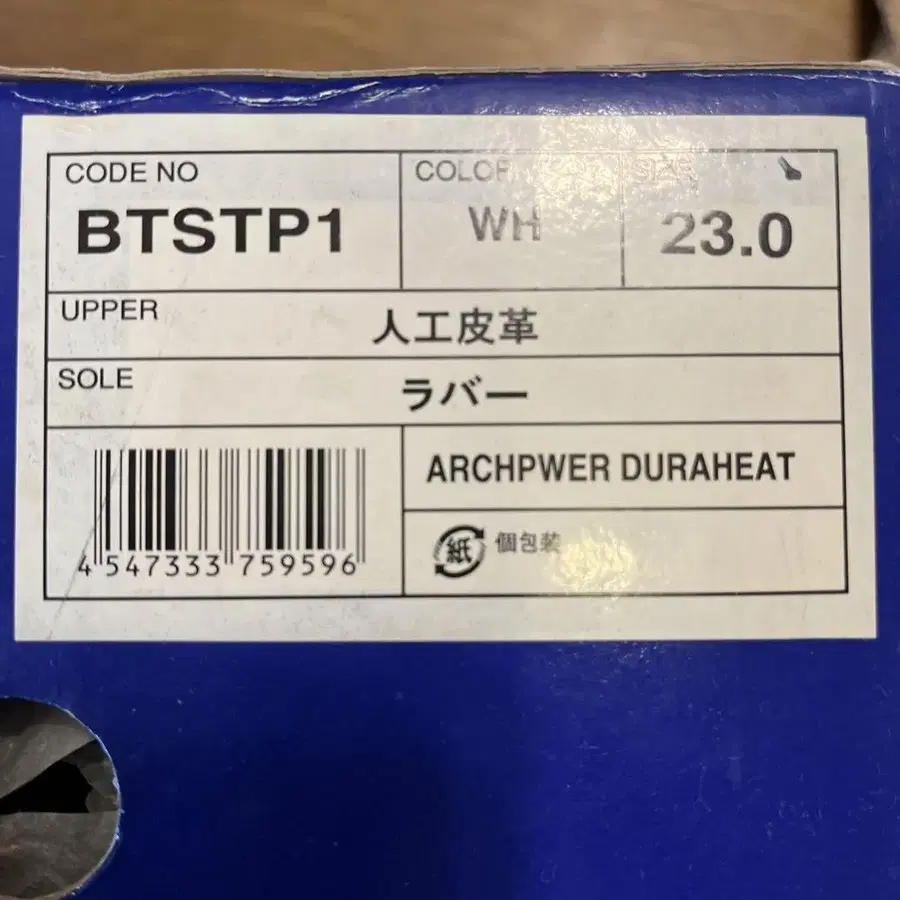 CODE NO
BTSTP1
COLOR
WH
SIZE
23.0
UPPER
人工皮革
SOLE
ラバー
4 547333 759596
ARCHPWER DURAHEAT
紙 個包装